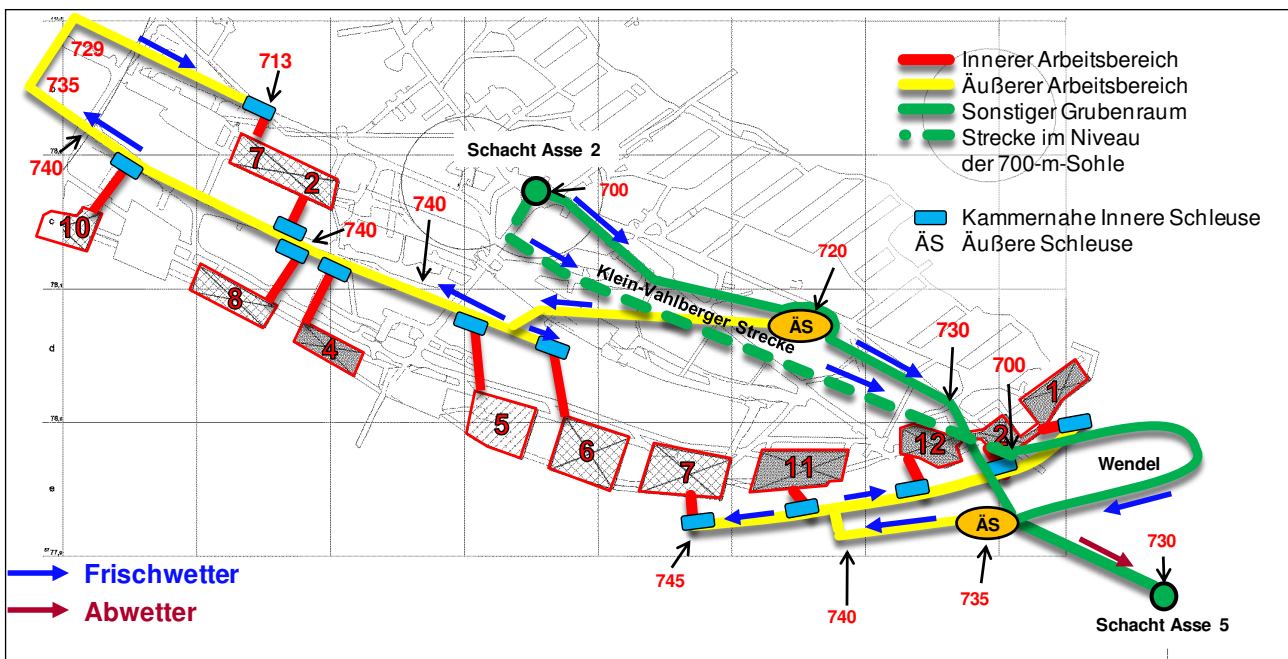 729
735
713
740
7
2
10
8
4
740
740
Schacht Asse 2
700
Klein-Vahlberger Strecke
720
ÄS
730
700
1
2
12
5
6
7
11
Wendel
ÄS
745
740
735
730
Schacht Asse 5
Innerer Arbeitsbereich
Äußerer Arbeitsbereich
Sonstiger Grubenraum
Strecke im Niveau
der 700-m-Sohle
Kammernahe Innere Schleuse
ÄS Äußere Schleuse
c
d
e
Frischwetter
Abwetter